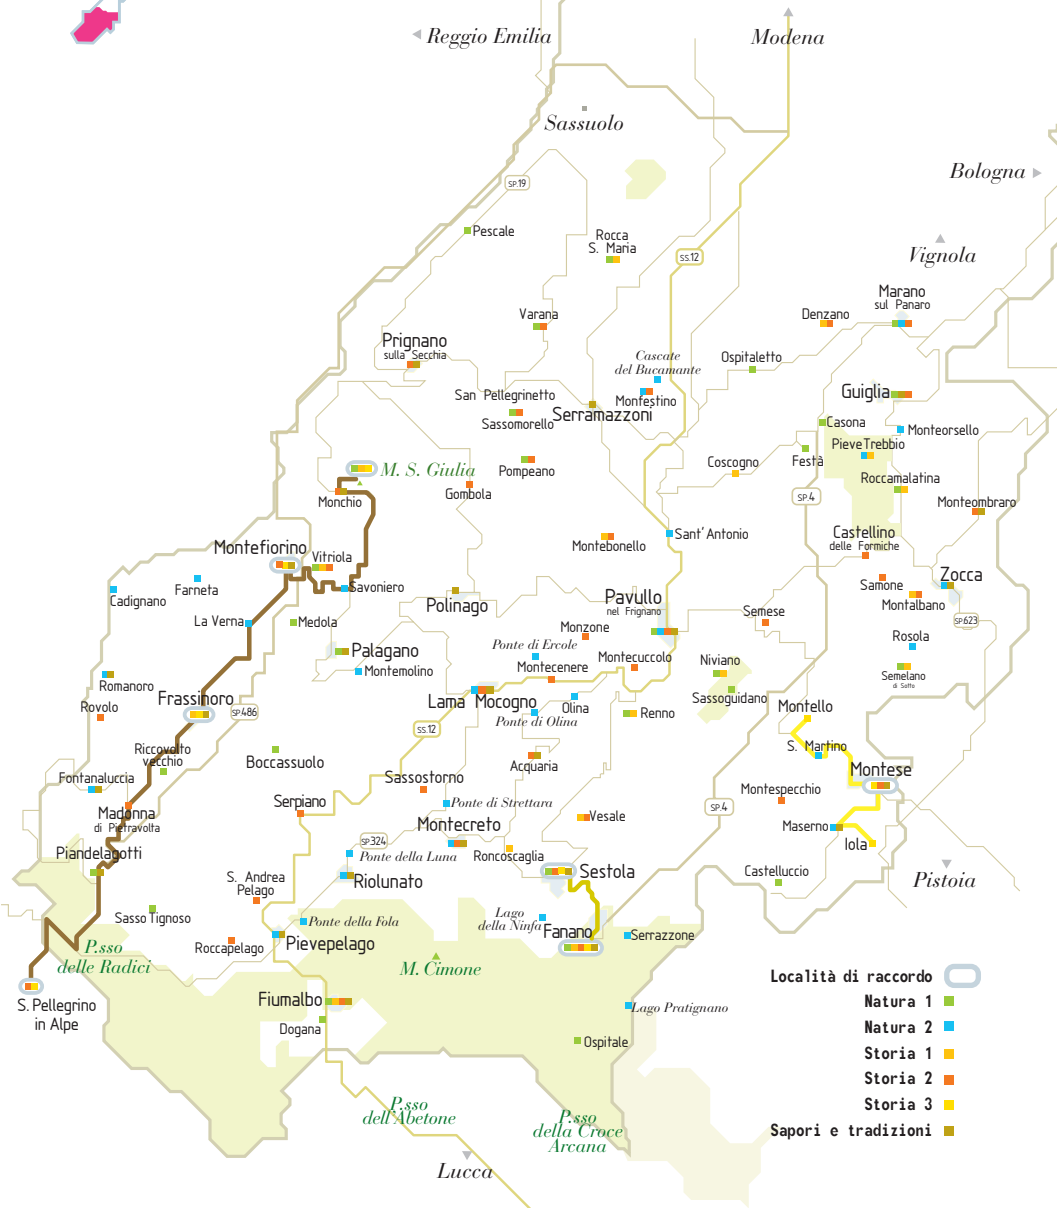 Reggio Emilia
Modena
Sassuolo
Bologna
SP.19
Pescale
Rocca
S. Maria
Vignola
SS.12
Marano
sul Panaro
Varana
Denzano
Prignano
sulla Secchia
Cascate
del Bucamante
Ospitaletto
San Pellegrinetto
Montestino
Guiglia
Sassomorello
Serramazzoni
Casona
Monteorsello
Pieve Trebbio
M. S. Giulia
Pompeano
Coscogno
Festà
Roccamalatina
Monchio
Gombola
SP.4
Monteombraro
Montefiorino
Vitriola
Montebonello
Sant' Antonio
Castellino
delle Formiche
Savoniero
Farneta
Cadignano
Polinago
Pavullo
nel Frignano
Samone
Zocca
Montalbano
La Verna
Medola
Monzone
Semese
SP.623
Rosola
Palagano
Ponte di Ercole
Montecuccolo
Niviano
Montemolino
Montecenere
Semelano
di Sotto
Romanoro
Frassinoro
Lama Mocogno
Olina
Sassoguidano
Rovolo
SP.486
Ponte di Olina
Renno
Montello
SS.12
S. Martino
Riccovolto
vecchio
Boccassuolo
Acquaria
Montese
Fontanaluccia
Sassostorno
Serpiano
Ponte di Strettara
Montespecchio
Madonna
di Pietravolta
Montecreto
Vesale
SP.4
Maserno
Iola
SP.324
Piandelagotti
Ponte della Luna
Roncoscaglia
Riolunato
Sestola
Castelluccio
Pistoia
S. Andrea
Pelago
Sasso Tignoso
Ponte della Fola
Lago
della Ninfa
Fanano
Serrazzone
Roccapelago
Pievepelago
P.sso
delle Radici
M. Cimone
Località di raccordo
S. Pellegrino
in Alpe
Fiumalbo
Natura 1
Lago Pratignano
Dogana
Natura 2
Ospitale
Storia 1
Storia 2
P.sso
dell'Abetone
Storia 3
P.sso
della Croce
Arcana
Sapori e tradizioni
Lucca